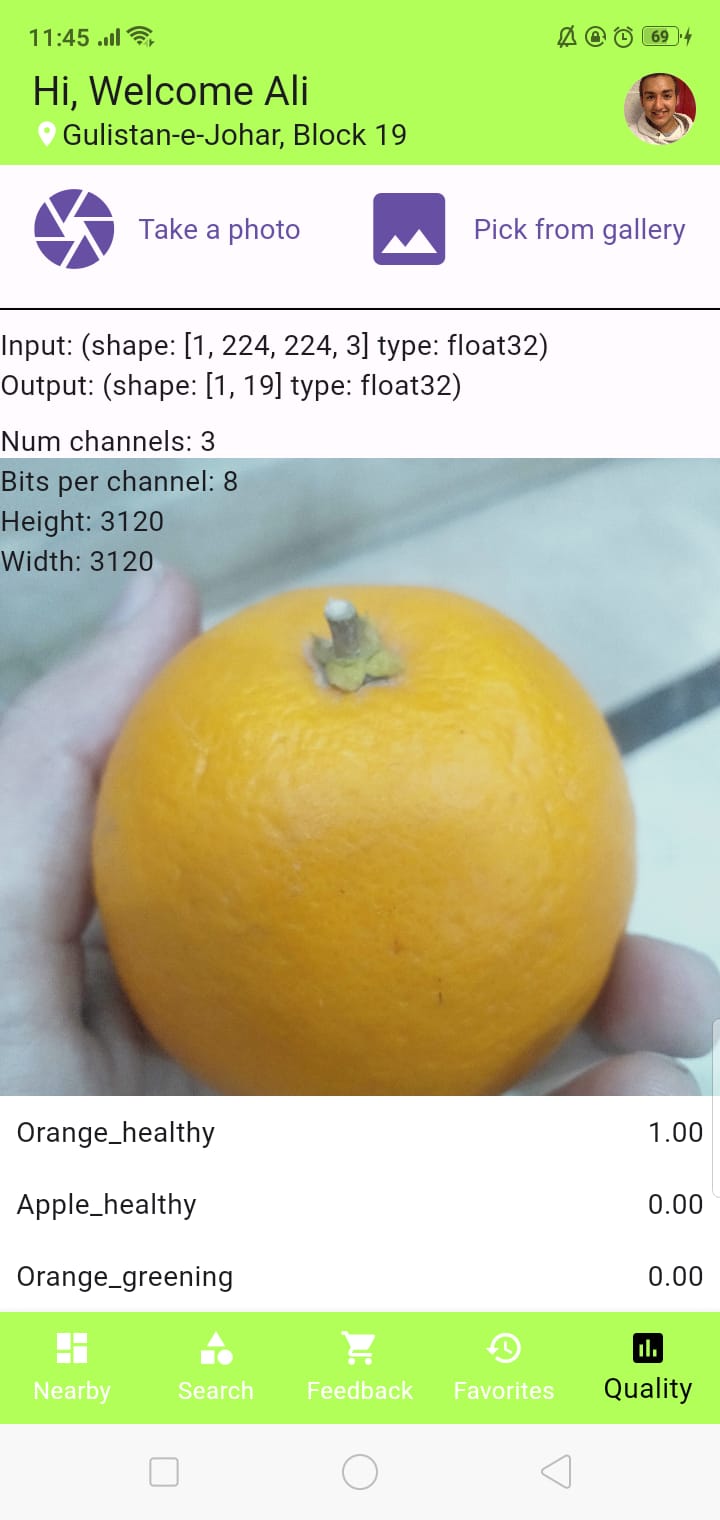 11:45
69
Hi, Welcome Ali
Gulistan-e-Johar, Block 19
Take a photo
Pick from gallery
Input: (shape: [1, 224, 224, 3] type: float32)
Output: (shape: [1, 19] type: float32)
Num channels: 3
Bits per channel: 8
Height: 3120
Width: 3120
Orange_healthy 1.00
Apple_healthy 0.00
Orange_greening 0.00
Nearby Search Feedback Favorites Quality